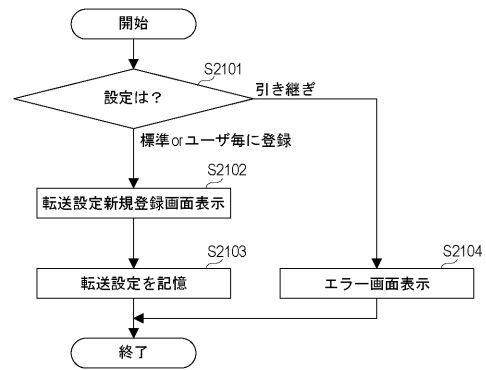 開始
S2101
設定は?
引き継ぎ
標準orユーザ毎に登録
S2102
転送設定新規登録画面表示
S2103
転送設定を記憶
S2104
エラー画面表示
終了